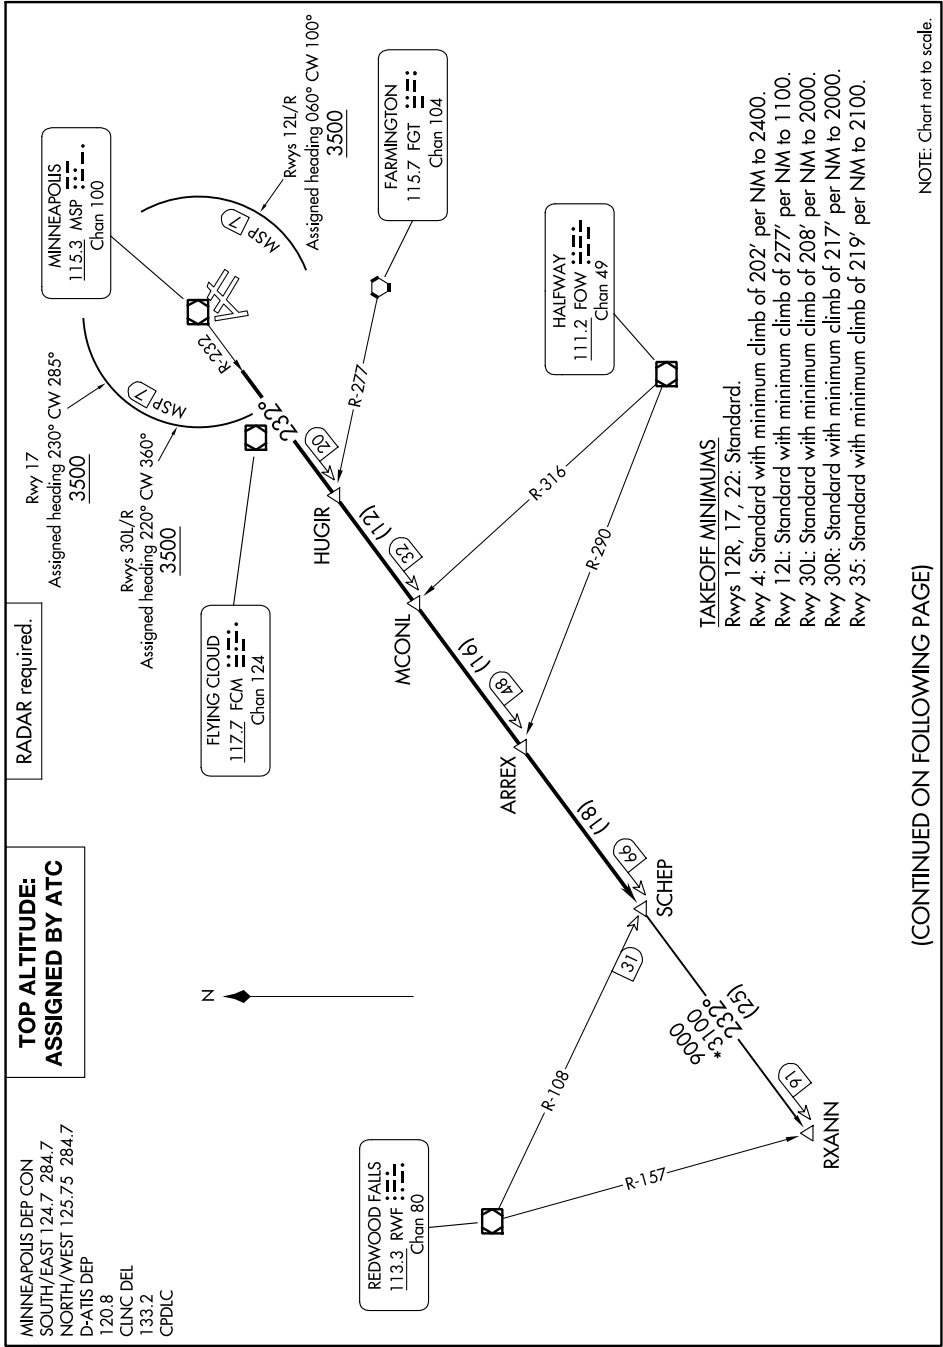 MINNEAPOLIS DEP CON
SOUTH/EAST 124.7 284.7
NORTH/WEST 125.75 284.7
D-ATIS DEP
120.8
CLNC DEL
133.2
CPDLC
TOP ALTITUDE:
ASSIGNED BY ATC
RADAR required.
Rwy 17
Assigned heading 230° CW 285°
3500
Rwys 30L/R
Assigned heading 220° CW 360°
3500
MINNEAPOLIS
115.3 MSP
Chan 100
Rwys 12L/R
Assigned heading 060° CW 100°
3500
MSP 7
MSP 7
R-232
232°
FLYING CLOUD
117.7 FCM
Chan 124
FARMINGTON
115.7 FGT
Chan 104
R-277
20
HUGIR
(12)
32
MCONL
HALFWAY
111.2 FOW
Chan 49
R-316
R-290
(16)
48
ARREX
(18)
66
SCHEP
N
31
R-108
REDWOOD FALLS
113.3 RWF
Chan 80
R-157
9000
*3100
232°
(25)
91
RXANN
TAKEOFF MINIMUMS
Rwys 12R, 17, 22: Standard.
Rwy 4: Standard with minimum climb of 202' per NM to 2400.
Rwy 12L: Standard with minimum climb of 277' per NM to 1100.
Rwy 30L: Standard with minimum climb of 208' per NM to 2000.
Rwy 30R: Standard with minimum climb of 217' per NM to 2000.
Rwy 35: Standard with minimum climb of 219' per NM to 2100.
(CONTINUED ON FOLLOWING PAGE)
NOTE: Chart not to scale.